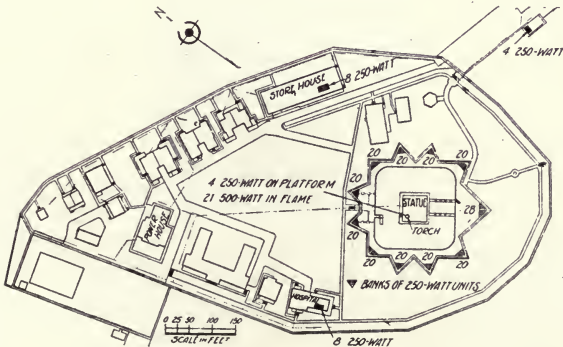 N.
4 250-WATT
STORE HOUSE
8 250-WATT
20
20
20
20
20
4 250-WATT ON PLATFORM
21 500-WATT IN FLAME
STATUE
28
POWER
HOUSE
TORCH
20
20
20
20
20
BANKS OF 250-WATT UNITS
HOSPITAL
0 25 50 100 150
SCALE IN FEET
8 250-WATT